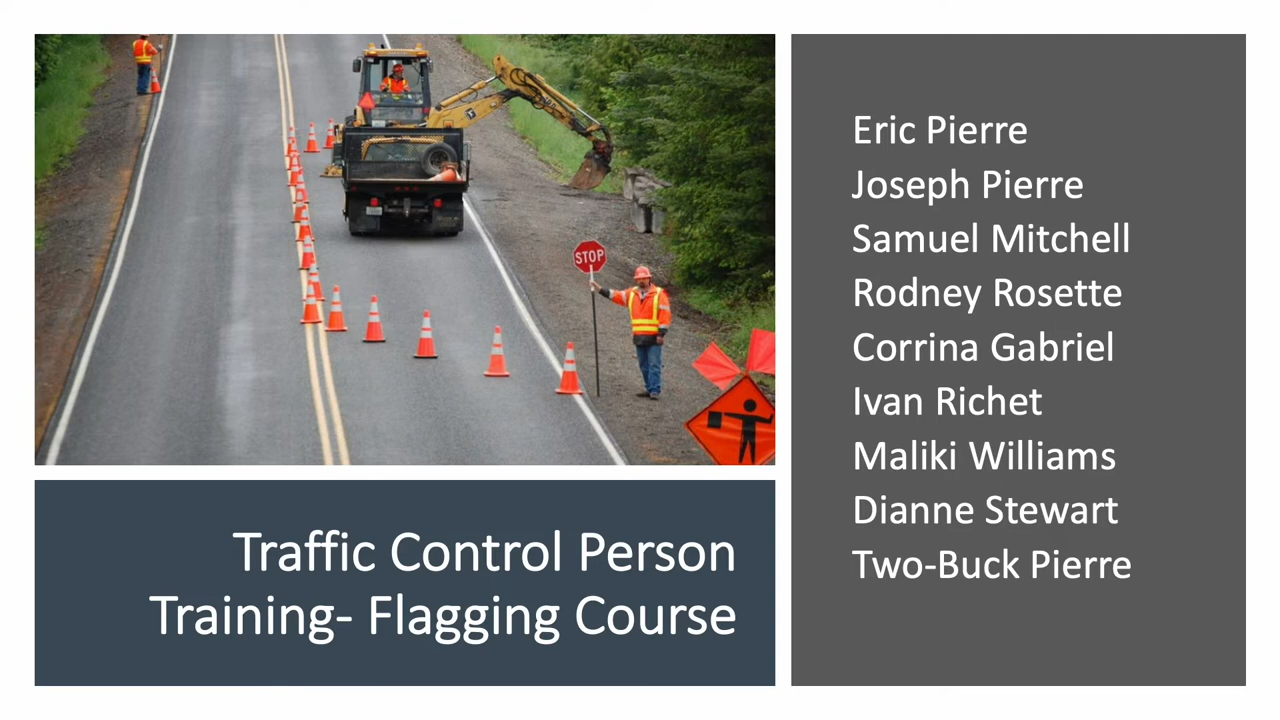 STOP
Traffic Control Person
Training- Flagging Course
Eric Pierre
Joseph Pierre
Samuel Mitchell
Rodney Rosette
Corrina Gabriel
Ivan Richet
Maliki Williams
Dianne Stewart
Two-Buck Pierre